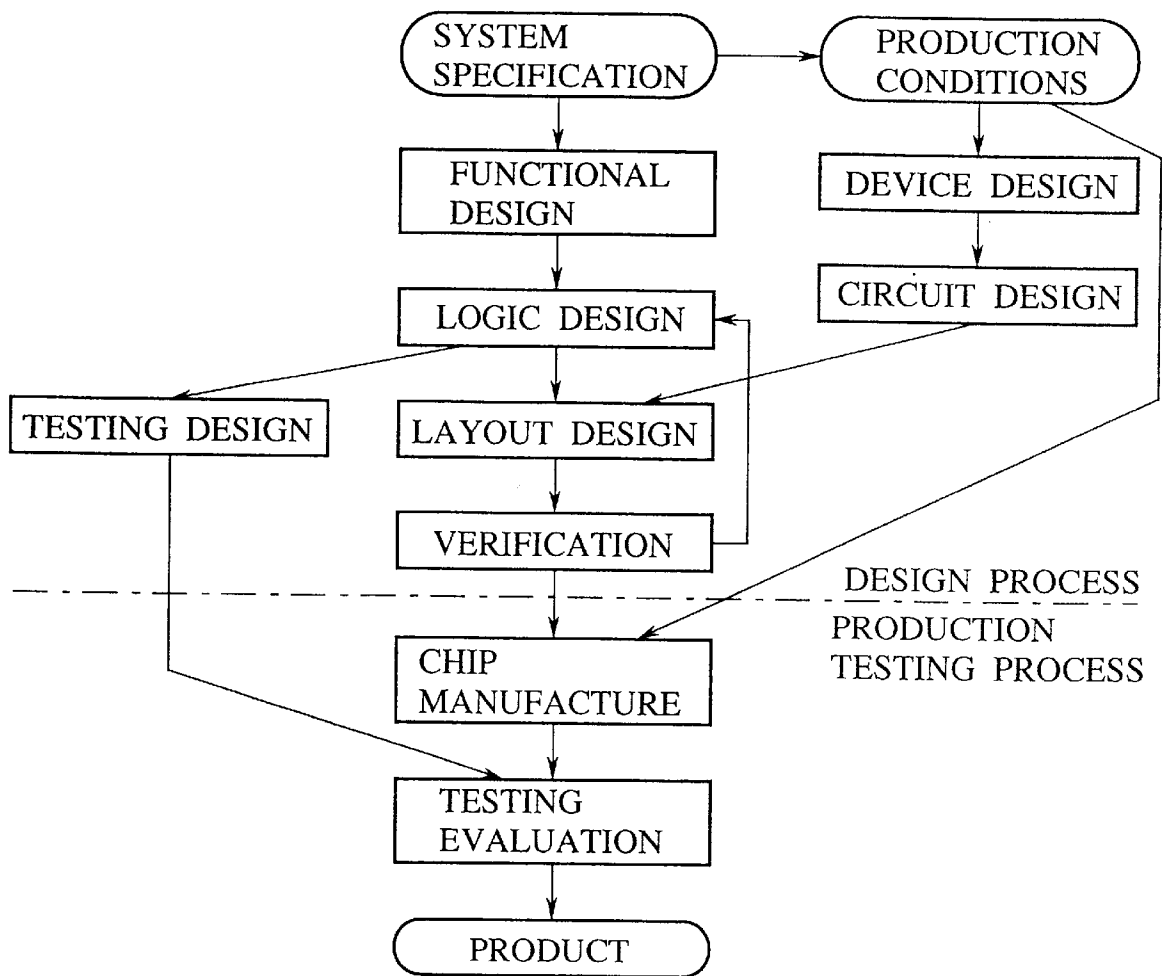 SYSTEM
SPECIFICATION
PRODUCTION
CONDITIONS
FUNCTIONAL
DESIGN
DEVICE DESIGN
LOGIC DESIGN
CIRCUIT DESIGN
TESTING DESIGN
LAYOUT DESIGN
VERIFICATION
DESIGN PROCESS
PRODUCTION
TESTING PROCESS
CHIP
MANUFACTURE
TESTING
EVALUATION
PRODUCT